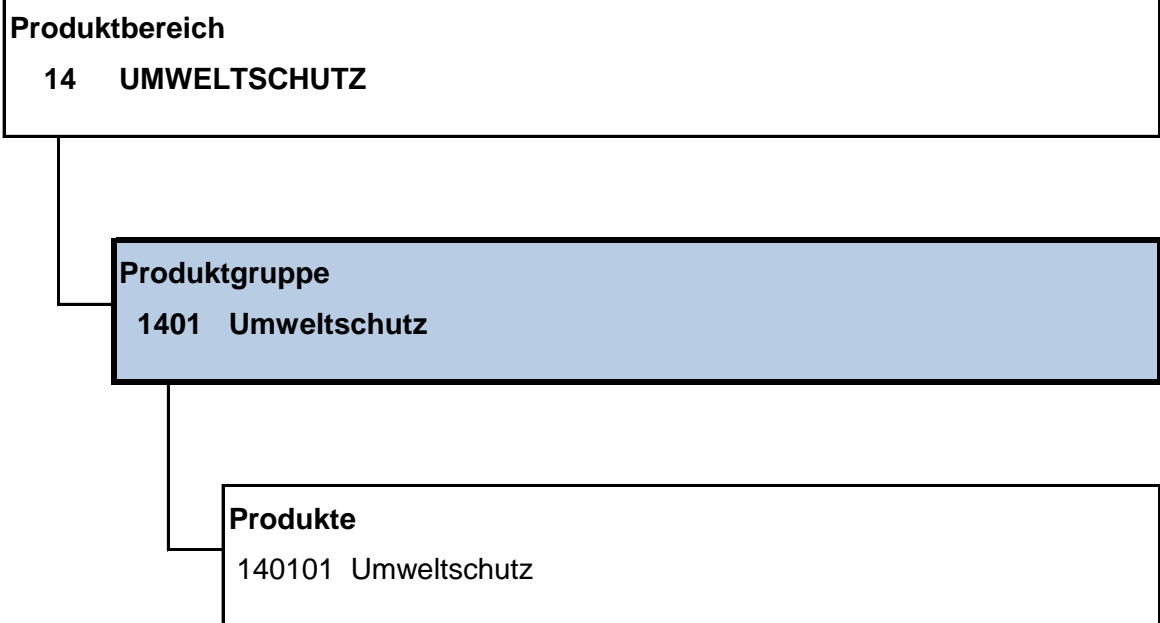 Produktbereich
14 UMWELTSCHUTZ
Produktgruppe
1401 Umweltschutz
Produkte
140101 Umweltschutz